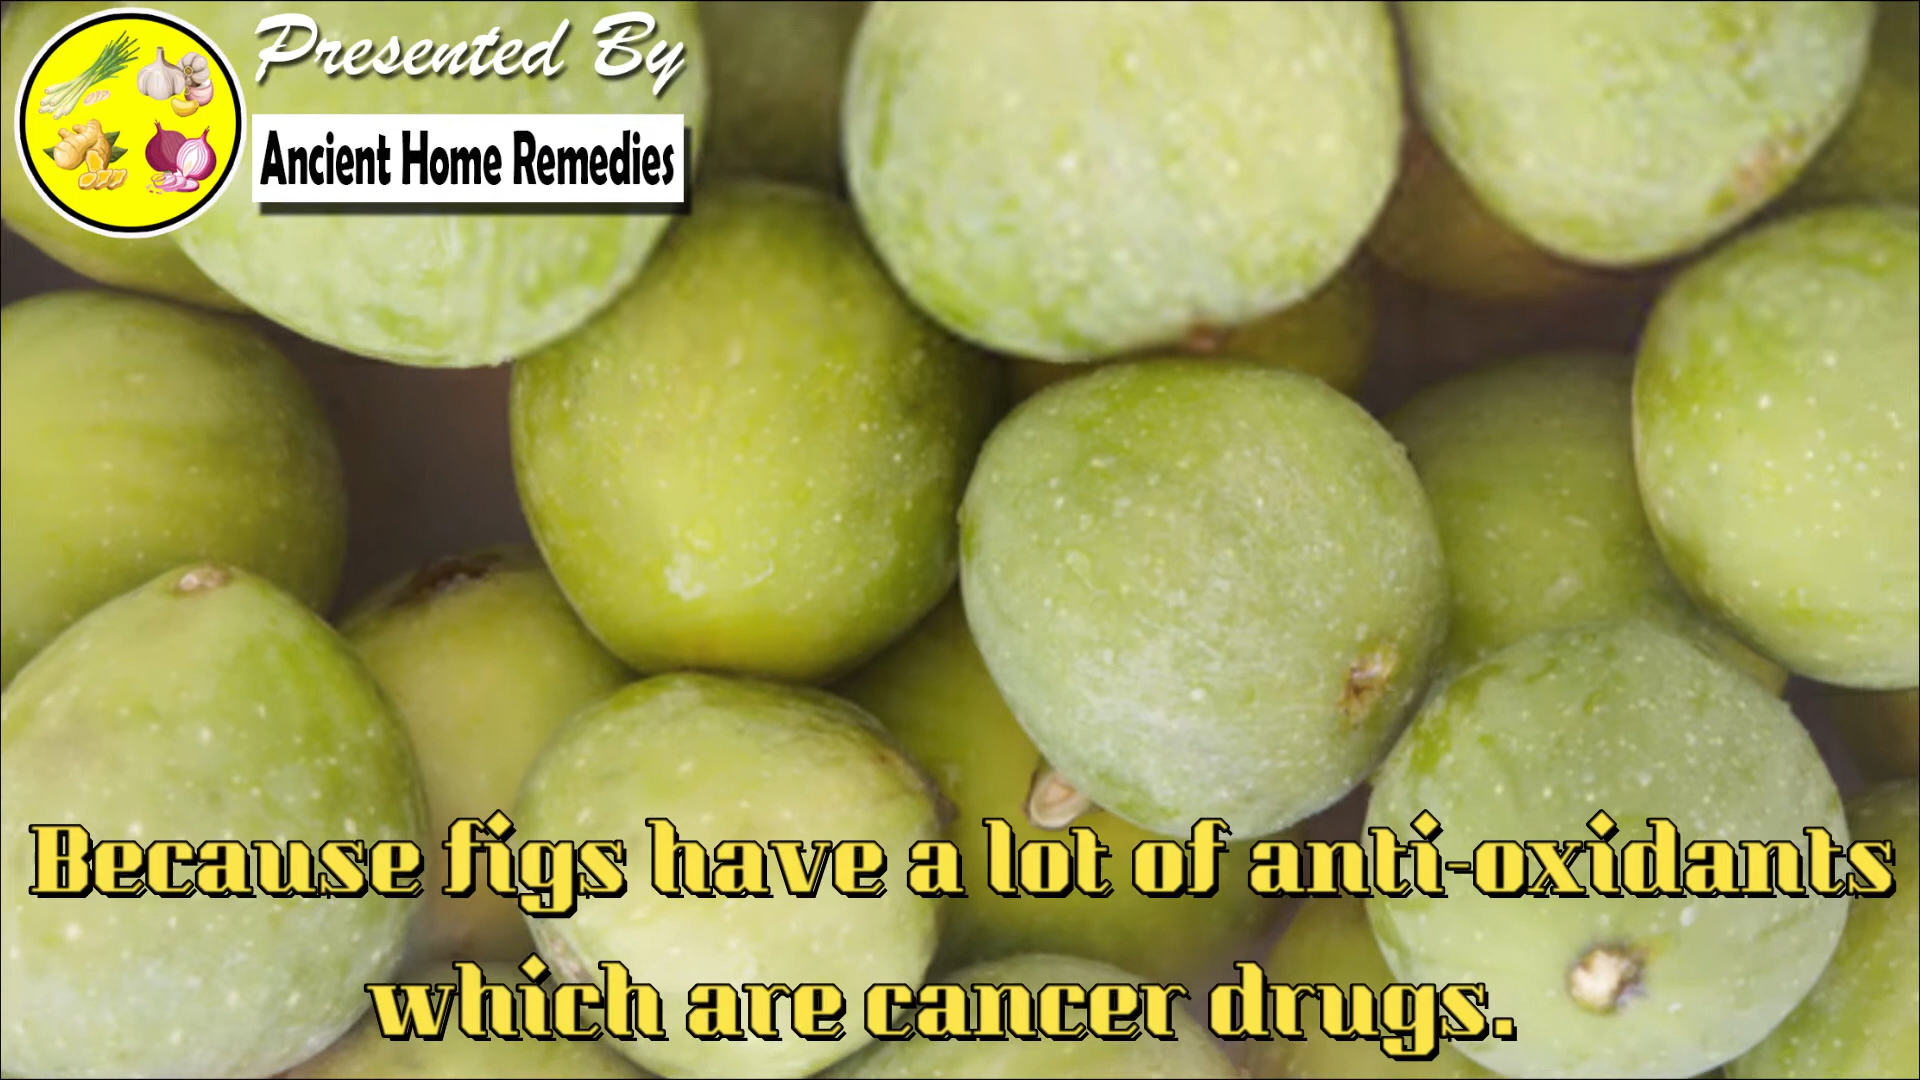 Presented By
Ancient Home Remedies
Because figs have a lot of anti-oxidants
which are cancer drugs.